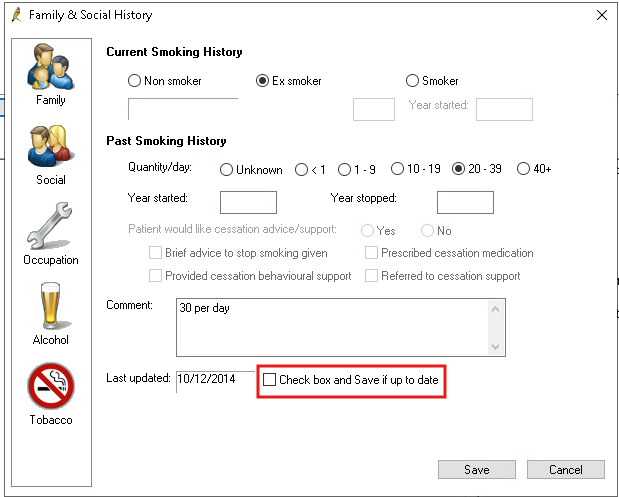 Family & Social History
Family
Social
Occupation
Alcohol
Tobacco
Current Smoking History
Non smoker Ex smoker Smoker
Year started:
Past Smoking History
Quantity/day: Unknown < 1 1 - 9 10 - 19 20 - 39 40+
Year started: Year stopped:
Patient would like cessation advice/support: Yes No
Brief advice to stop smoking given Prescribed cessation medication
Provided cessation behavioural support Referred to cessation support
Comment: 30 per day
Last updated: 10/12/2014 Check box and Save if up to date
Save Cancel